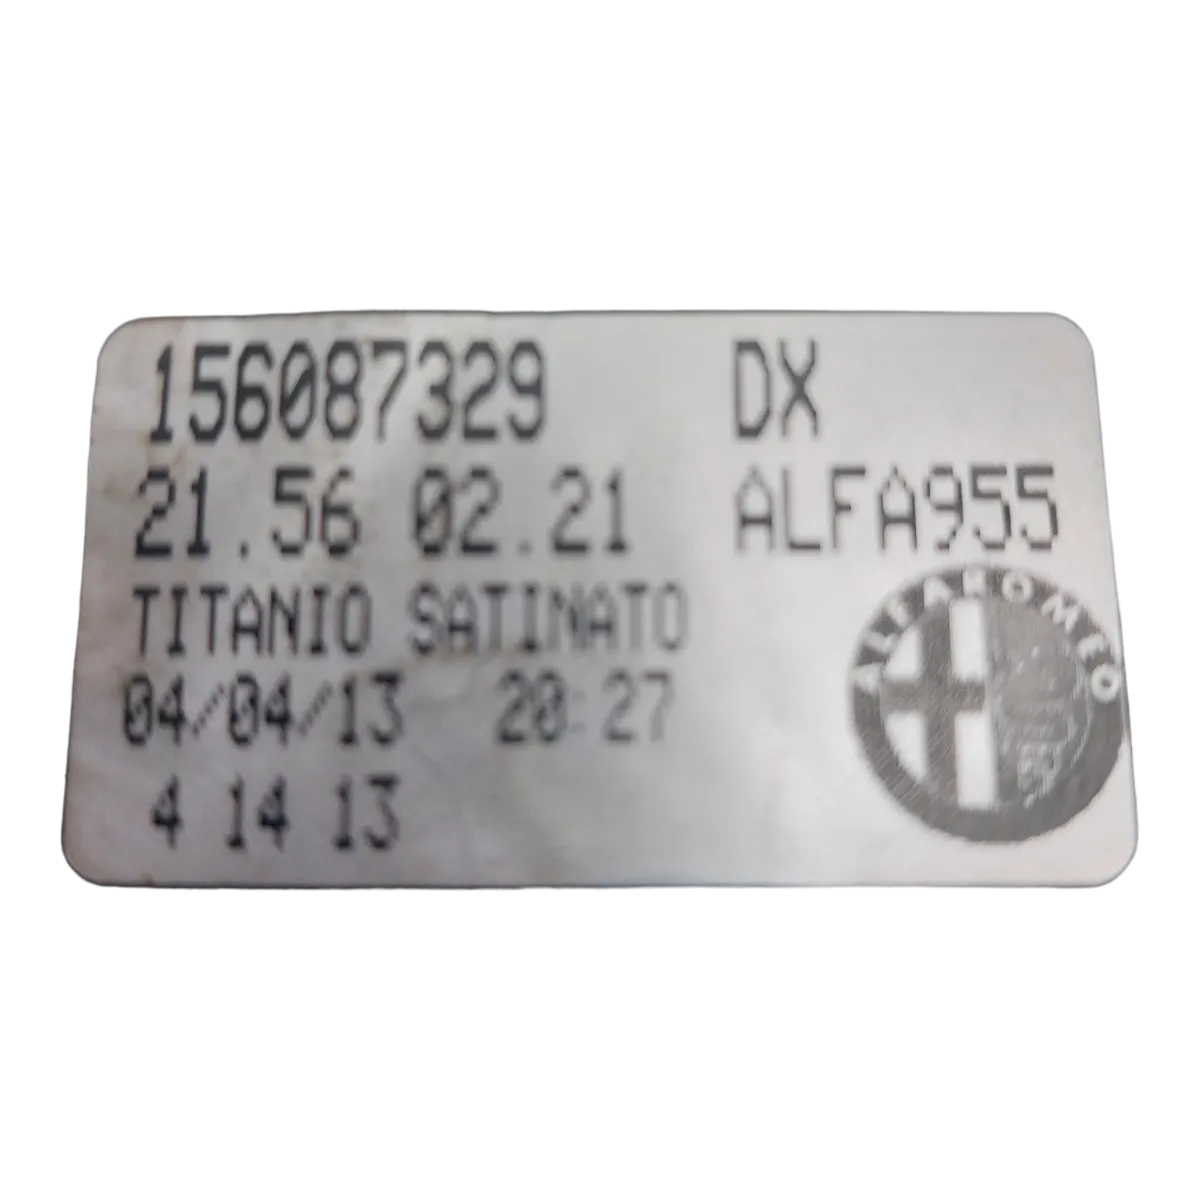 156087329 DX
21.56 02.21 ALFA955
TITANIO SATINATO
04/04/13 20:27
4 14 13
ALFA ROMEO